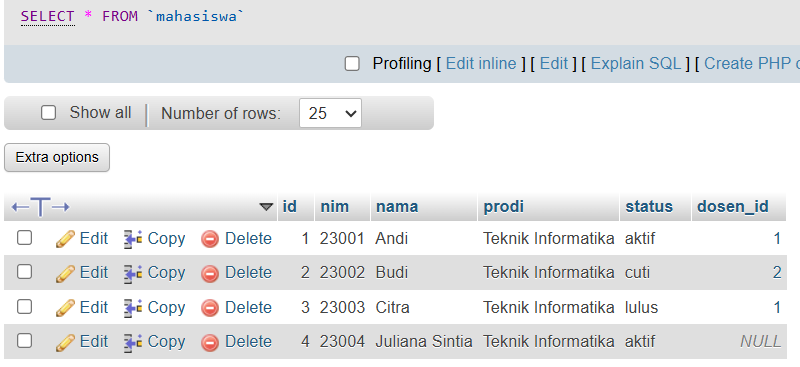 SELECT * FROM `mahasiswa`
Profiling [ Edit inline ] [ Edit ] [ Explain SQL ] [ Create PHP
Show all Number of rows: 25
Extra options
id nim nama prodi status dosen_id
Edit Copy Delete 1 23001 Andi Teknik Informatika aktif 1
Edit Copy Delete 2 23002 Budi Teknik Informatika cuti 2
Edit Copy Delete 3 23003 Citra Teknik Informatika lulus 1
Edit Copy Delete 4 23004 Juliana Sintia Teknik Informatika aktif NULL